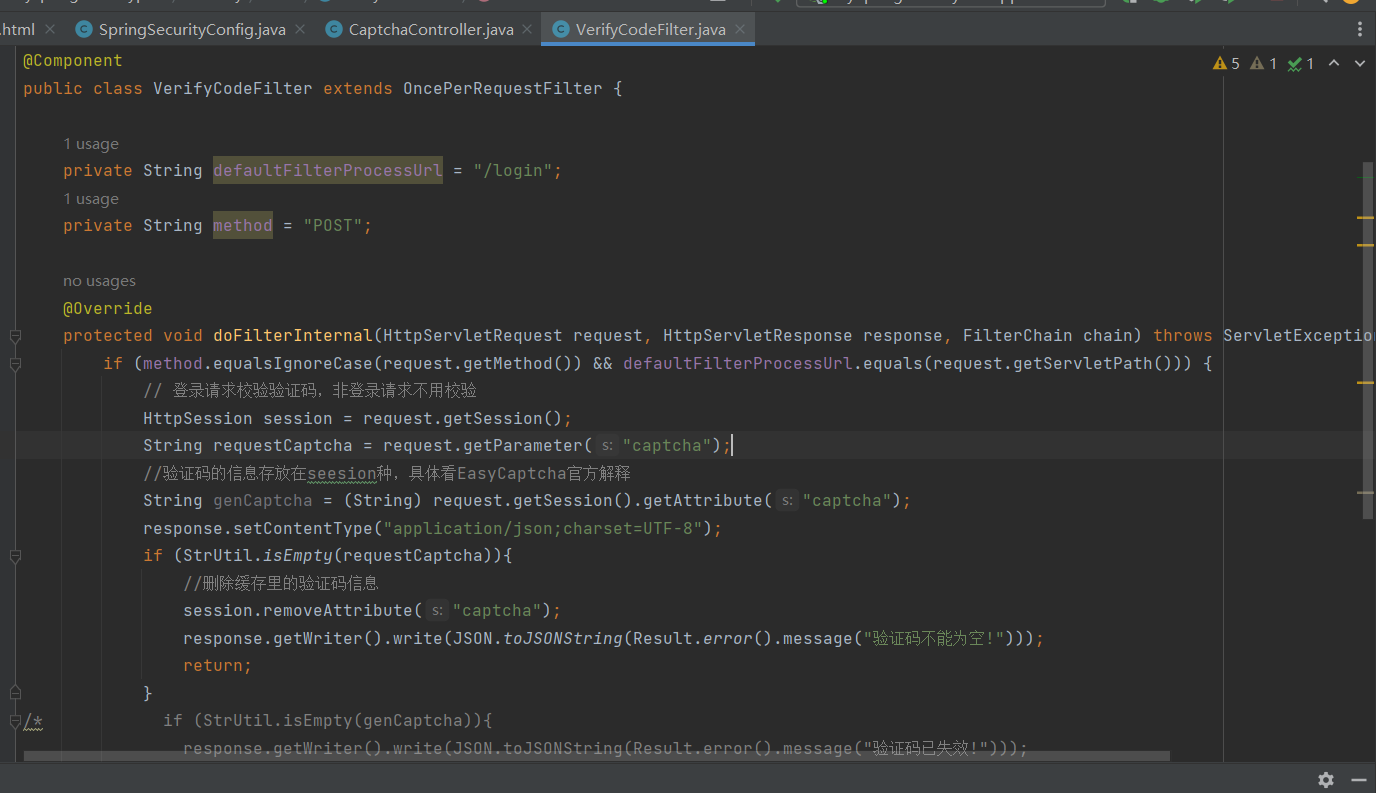 .html SpringSecurityConfig.java CaptchaController.java VerifyCodeFilter.java
@Component
5 1 1
public class VerifyCodeFilter extends OncePerRequestFilter {
1 usage
private String defaultFilterProcessUrl = "/login";
1 usage
private String method = "POST";
no usages
@Override
protected void doFilterInternal(HttpServletRequest request, HttpServletResponse response, FilterChain chain) throws ServletException
if (method.equalsIgnoreCase(request.getMethod()) && defaultFilterProcessUrl.equals(request.getServletPath())) {
// 登录请求校验验证码，非登录请求不用校验
HttpSession session = request.getSession();
String requestCaptcha = request.getParameter( s: "captcha");
//验证码的信息存放在seesion种，具体看EasyCaptcha官方解释
String genCaptcha = (String) request.getSession().getAttribute( s: "captcha");
response.setContentType("application/json;charset=UTF-8");
if (StrUtil.isEmpty(requestCaptcha)){
//删除缓存里的验证码信息
session.removeAttribute( s: "captcha");
response.getWriter().write(JSON.toJSONString(Result.error().message("验证码不能为空!")));
return;
}
/* if (StrUtil.isEmpty(genCaptcha)){
response.getWriter().write(JSON.toJSONString(Result.error().message("验证码已失效!")));